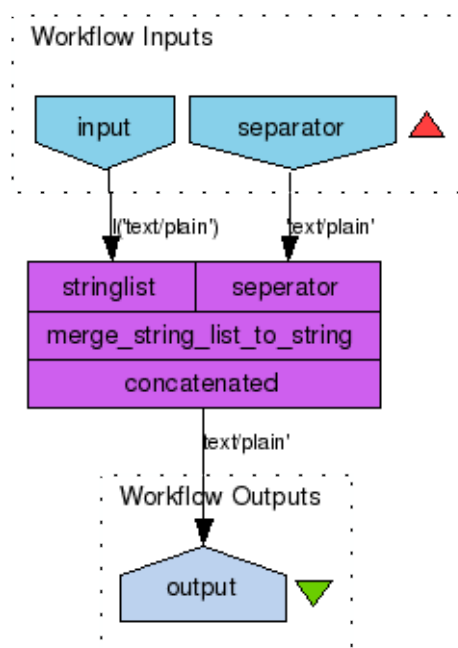 Workflow Inputs
input
separator
l('text/plain')
'text/plain'
stringlist
seperator
merge_string_list_to_string
concatenated
text/plain'
Workflow Outputs
output